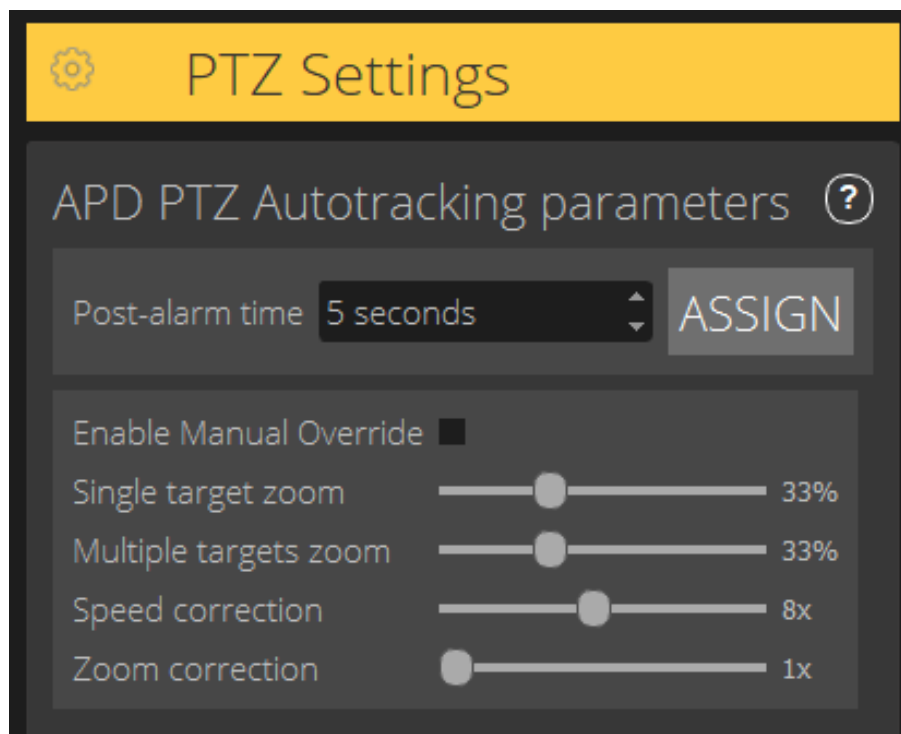 PTZ Settings
APD PTZ Autotracking parameters ?
Post-alarm time 5 seconds ASSIGN
Enable Manual Override
Single target zoom 33%
Multiple targets zoom 33%
Speed correction 8x
Zoom correction 1x